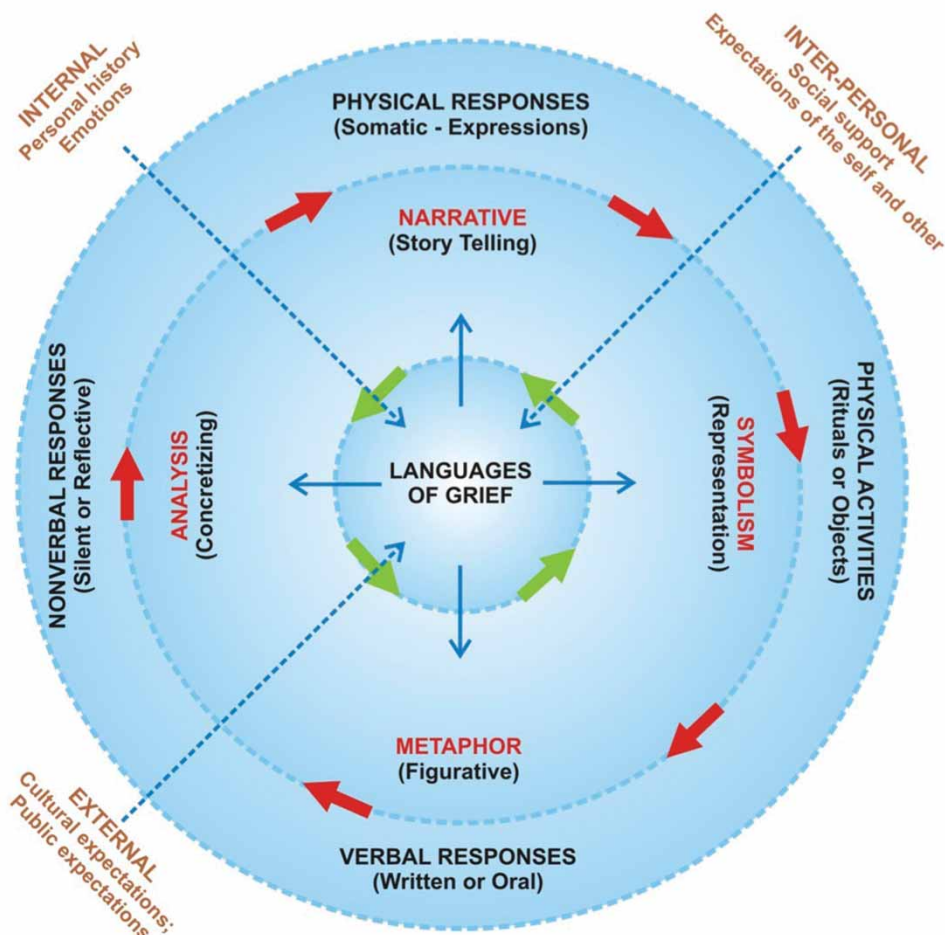 INTERNAL
Personal history
Emotions
INTER-PERSONAL
Social support
Expectations
of the self and other
PHYSICAL RESPONSES
(Somatic - Expressions)
NARRATIVE
(Story Telling)
NONVERBAL RESPONSES
(Silent or Reflective)
ANALYSIS
(Concretizing)
LANGUAGES
OF GRIEF
SYMBOLISM
(Representation)
PHYSICAL ACTIVITIES
(Rituals or Objects)
METAPHOR
(Figurative)
VERBAL RESPONSES
(Written or Oral)
EXTERNAL
Cultural expectations;
Public expectations